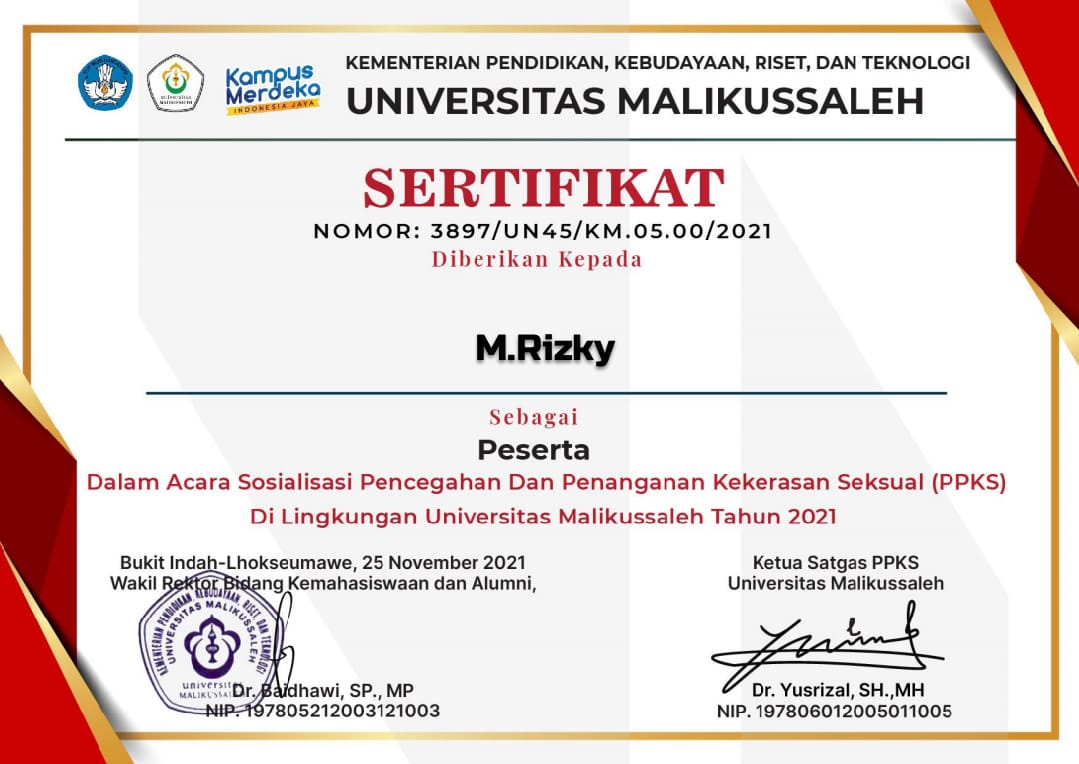 KEMENTERIAN PENDIDIKAN, KEBUDAYAAN, RISET, DAN TEKNOLOGI
UNIVERSITAS MALIKUSSALEH
Kampus
Merdeka
INDONESIA JAYA
UNIVERSITAS
MALIKUSSALEH
SERTIFIKAT
NOMOR: 3897/UN45/KM.05.00/2021
Diberikan Kepada
M.Rizky
Sebagai
Peserta
Dalam Acara Sosialisasi Pencegahan Dan Penanganan Kekerasan Seksual (PPKS)
Di Lingkungan Universitas Malikussaleh Tahun 2021
Bukit Indah-Lhokseumawe, 25 November 2021
Wakil Rektor Bidang Kemahasiswaan dan Alumni,
KEMENTERIAN PENDIDIKAN, KEBUDAYAAN, RISET DAN TEKNOLOGI
UNIVERSITAS MALIKUSSALEH
UNIVERSITAS
MALIKUSSALEH
Dr. Baidhawi, SP., MP
NIP. 197805212003121003
Ketua Satgas PPKS
Universitas Malikussaleh
Dr. Yusrizal, SH.,MH
NIP. 197806012005011005